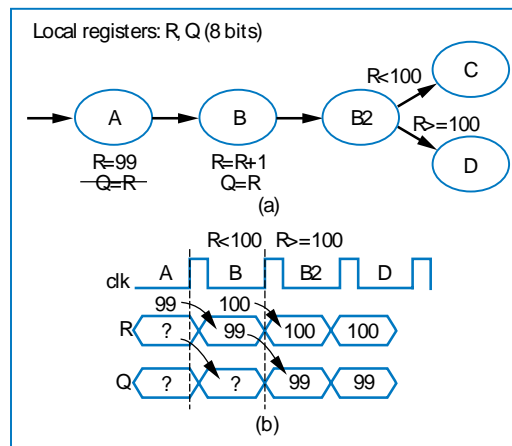 Local registers: R, Q (8 bits)
C
R<100
A
B
B2
R>=100
D
R=99
Q=R
R=R+1
Q=R
(a)
R<100 R>=100
clk A B B2 D
99 100
R ? 99 100 100
Q ? ? 99 99
(b)